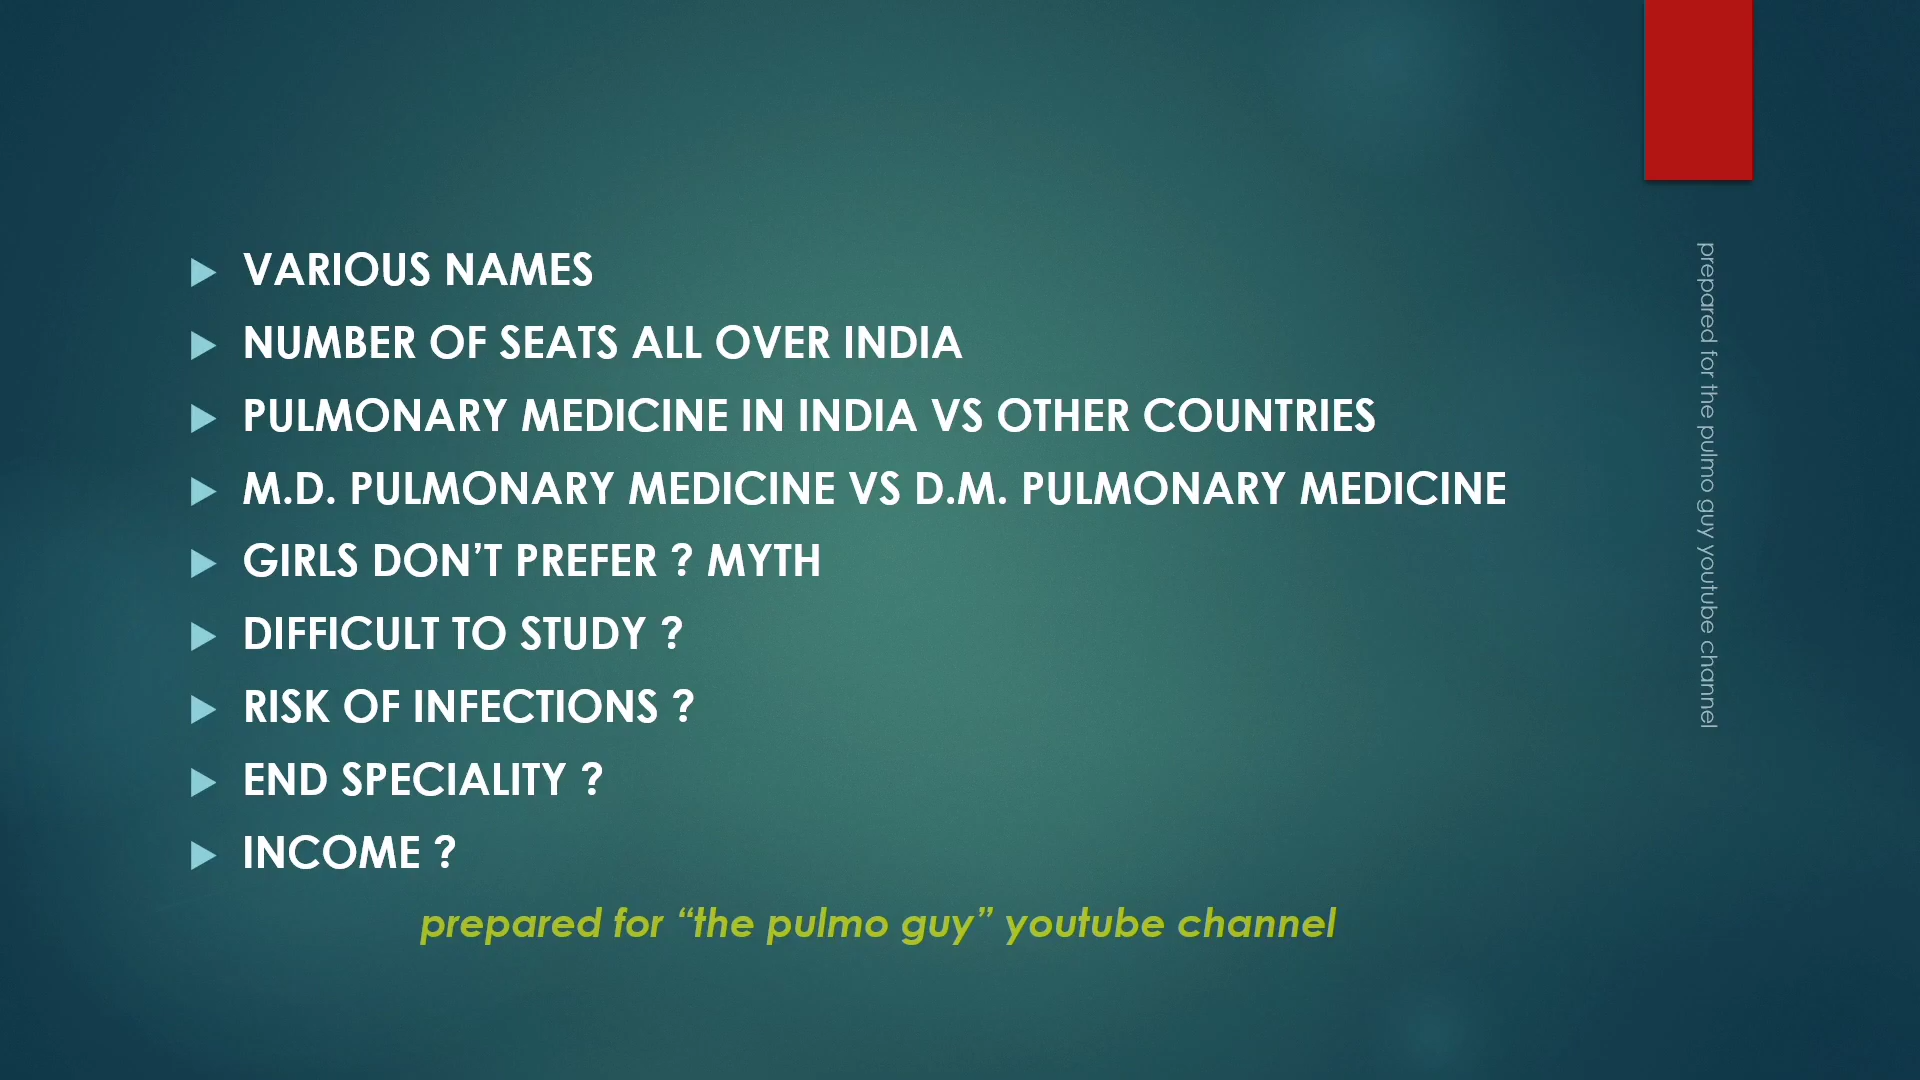 VARIOUS NAMES
NUMBER OF SEATS ALL OVER INDIA
PULMONARY MEDICINE IN INDIA VS OTHER COUNTRIES
M.D. PULMONARY MEDICINE VS D.M. PULMONARY MEDICINE
GIRLS DON’T PREFER ? MYTH
DIFFICULT TO STUDY ?
RISK OF INFECTIONS ?
END SPECIALITY ?
INCOME ?
prepared for “the pulmo guy” youtube channel
prepared for the pulmo guy youtube channel